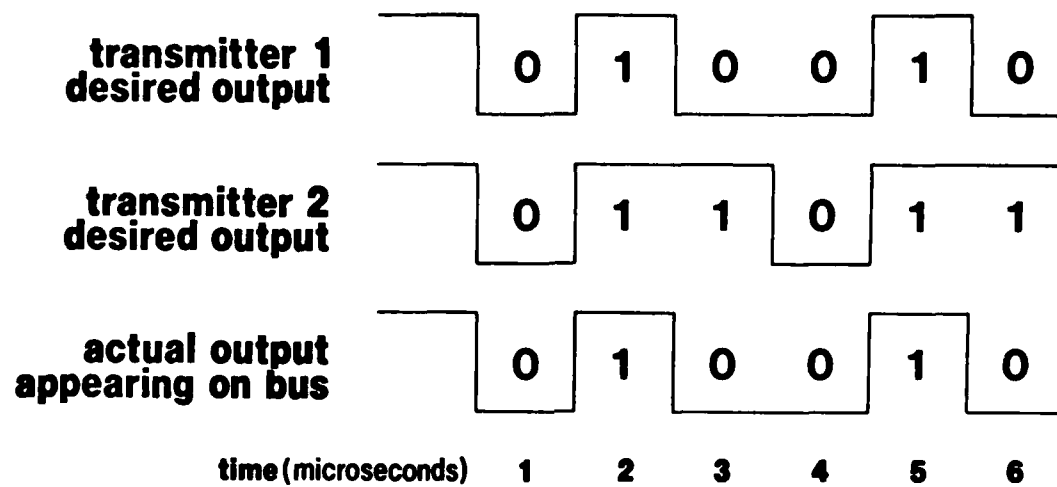 transmitter 1
desired output
0 1 0 0 1 0
transmitter 2
desired output
0 1 1 0 1 1
actual output
appearing on bus
0 1 0 0 1 0
time (microseconds) 1 2 3 4 5 6